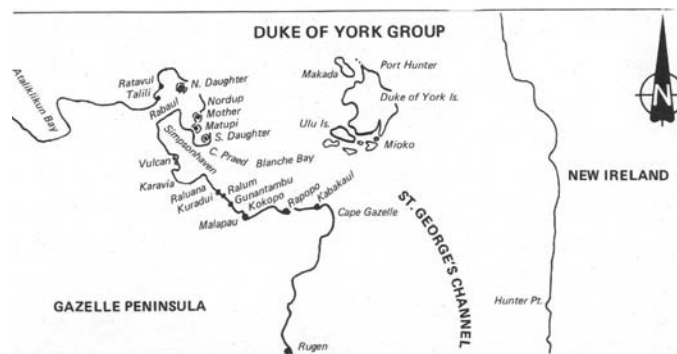 DUKE OF YORK GROUP
Ataliklikun Bay
Ratavul
Talili
N. Daughter
Nordup
Mother
Matupi
S. Daughter
Rabaul
Simpsonhaven
C. Praed
Blanche Bay
Vulcan
Karavia
Raluana
Kuradui
Ralum
Gunantambu
Kokopo
Malapau
Rapopo
Kabakaul
Cape Gazelle
Makada
Port Hunter
Duke of York Is.
Ulu Is.
Mioko
ST. GEORGE'S CHANNEL
N
NEW IRELAND
Hunter Pt.
GAZELLE PENINSULA
Rugen